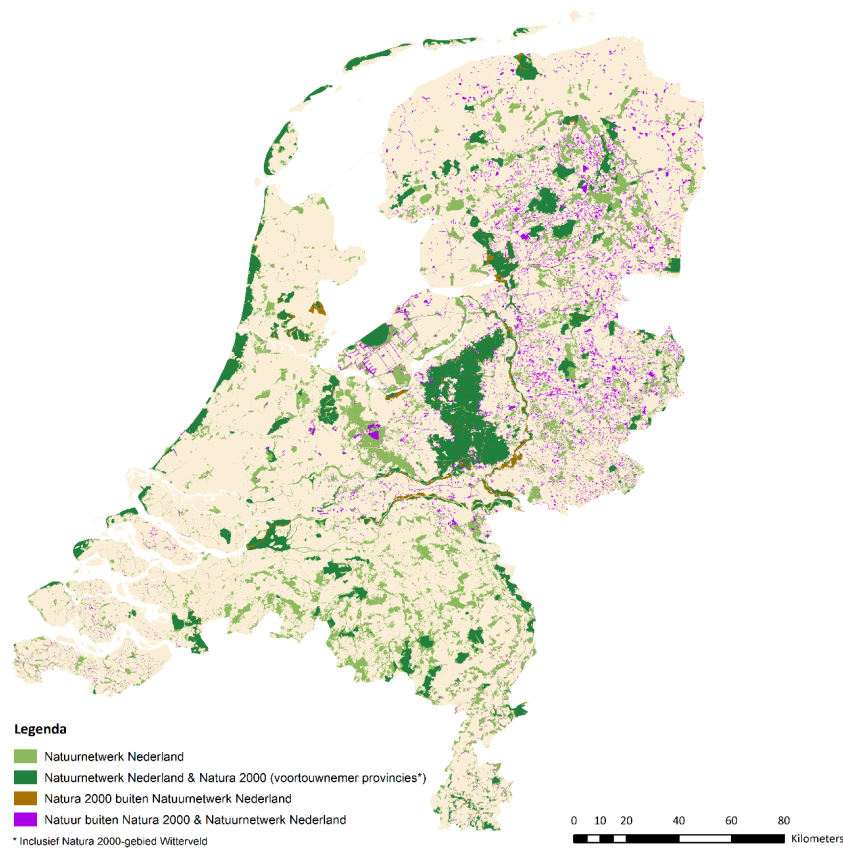 Legenda
Natuurnetwerk Nederland
Natuurnetwerk Nederland & Natura 2000 (voortouwnemer provincies*)
Natura 2000 buiten Natuurnetwerk Nederland
Natuur buiten Natura 2000 & Natuurnetwerk Nederland
* Inclusief Natura 2000-gebied Witterveld
0 10 20 40 60 80
Kilometers